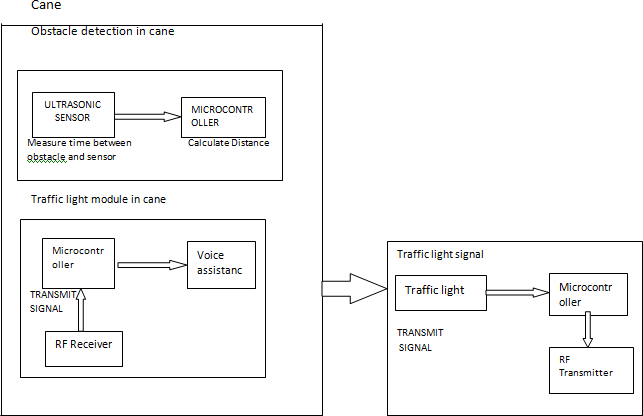 Cane
Obstacle detection in cane
ULTRASONIC
SENSOR
MICROCONTR
OLLER
Measure time between
obstacle and sensor
Calculate Distance
Traffic light module in cane
Microcontr
oller
Voice
assistanc
TRANSMIT
SIGNAL
RF Receiver
Traffic light signal
Traffic light
Microcontr
oller
TRANSMIT
SIGNAL
RF
Transmitter